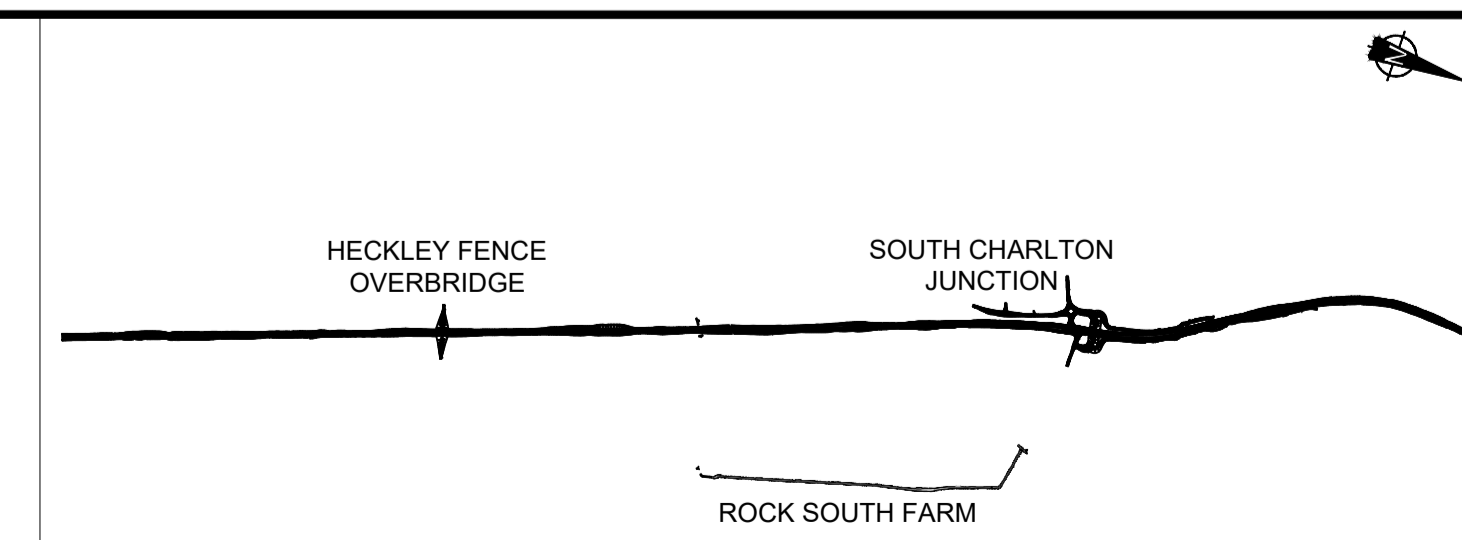 N
HECKLEY FENCE
OVERBRIDGE
SOUTH CHARLTON
JUNCTION
ROCK SOUTH FARM